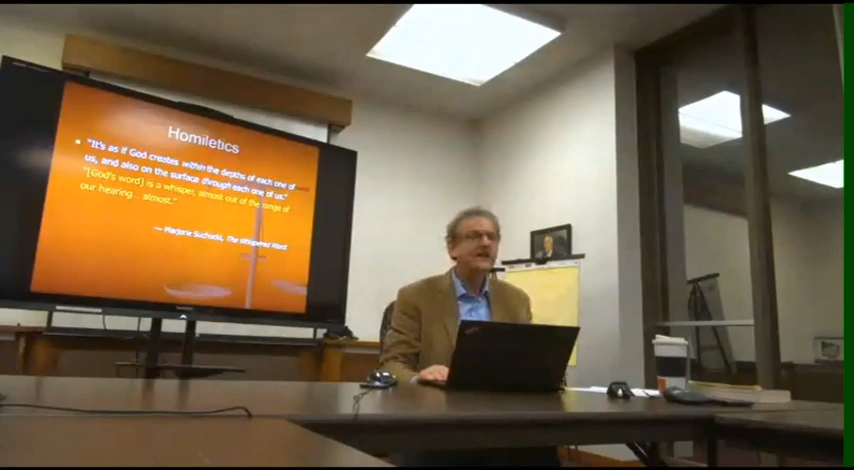 Homiletics
"It's as if God creates within the depths of each one of
us, and also on the surface through each one of us."
"[God's word] is a whisper, almost out of the range of
our hearing... almost."
— Marjorie Suchocki, The Whispered Word